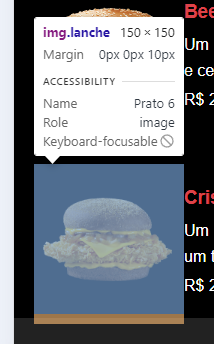 Bee
img.lanche 150 × 150
Margin 0px 0px 10px
ACCESSIBILITY
Name Prato 6
Role image
Keyboard-focusable
Um
e ce
R$ 2
Cris
Um
um t
R$ 2